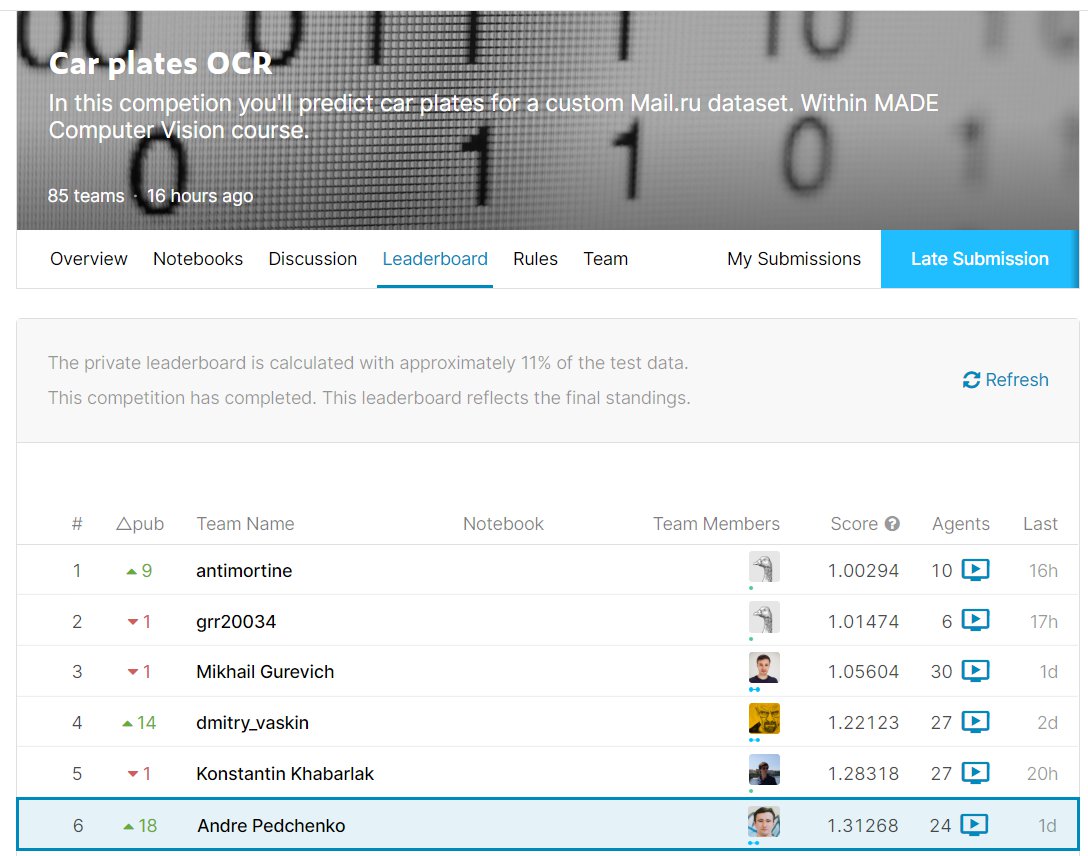 Car plates OCR
In this competion you'll predict car plates for a custom Mail.ru dataset. Within MADE
Computer Vision course.
85 teams · 16 hours ago
Overview Notebooks Discussion Leaderboard Rules Team My Submissions Late Submission
The private leaderboard is calculated with approximately 11% of the test data.
This competition has completed. This leaderboard reflects the final standings.
Refresh
# △pub Team Name Notebook Team Members Score ? Agents Last
1 ▲ 9 antimortine 1.00294 10 16h
2 ▼ 1 grr20034 1.01474 6 17h
3 ▼ 1 Mikhail Gurevich 1.05604 30 1d
4 ▲ 14 dmitry_vaskin 1.22123 27 2d
5 ▼ 1 Konstantin Khabarlak 1.28318 27 20h
6 ▲ 18 Andre Pedchenko 1.31268 24 1d